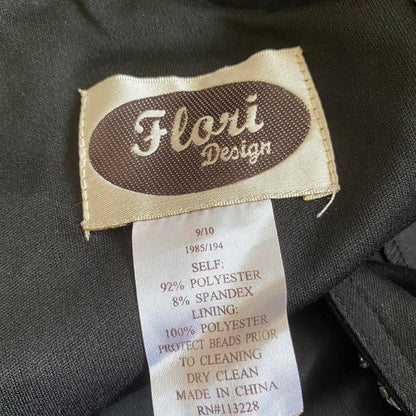 Flori
Design
9/10
1985/194
SELF:
92% POLYESTER
8% SPANDEX
LINING:
100% POLYESTER
PROTECT BEADS PRIOR
TO CLEANING
DRY CLEAN
MADE IN CHINA
RN#113228